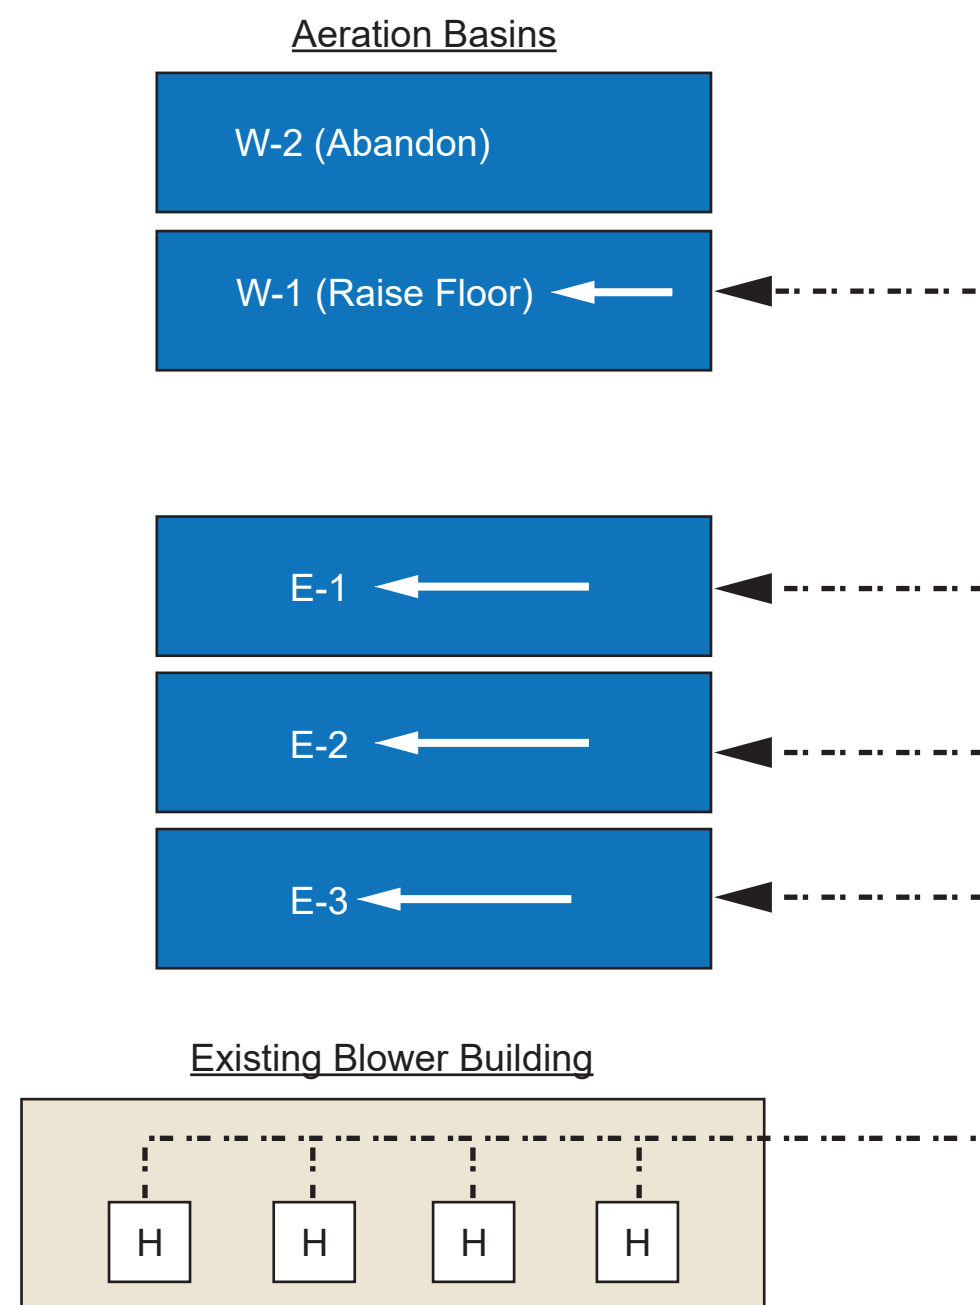 Aeration Basins
W-2 (Abandon)
W-1 (Raise Floor)
E-1
E-2
E-3
Existing Blower Building
H H H H